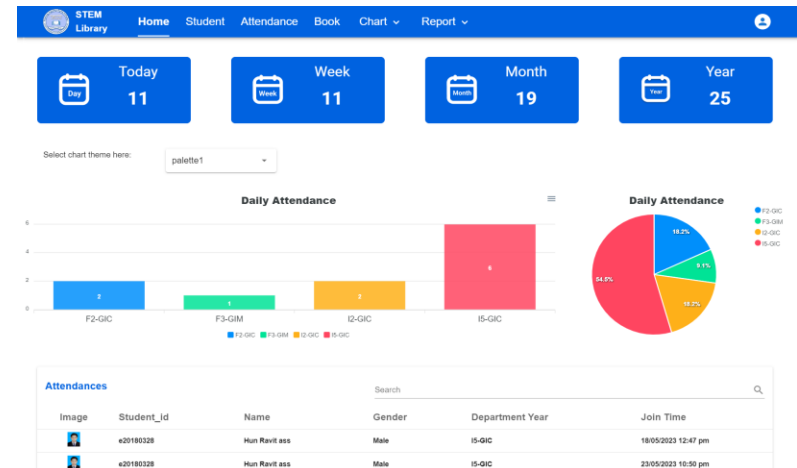 STEM Library
Home Student Attendance Book Chart Report
Day Today 11
Week Week 11
Month Month 19
Year Year 25
Select chart theme here: palette1
Daily Attendance
6
4
2
0
2 1 2 6
F2-GIC F3-GIM I2-GIC I5-GIC
F2-GIC F3-GIM I2-GIC I5-GIC
Daily Attendance
18.2%
9.1%
18.2%
54.5%
F2-GIC
F3-GIM
I2-GIC
I5-GIC
Attendances Search
Image Student_id Name Gender Department Year Join Time
e20180328 Hun Ravit ass Male I5-GIC 18/05/2023 12:47 pm
e20180328 Hun Ravit ass Male I5-GIC 23/05/2023 10:50 pm